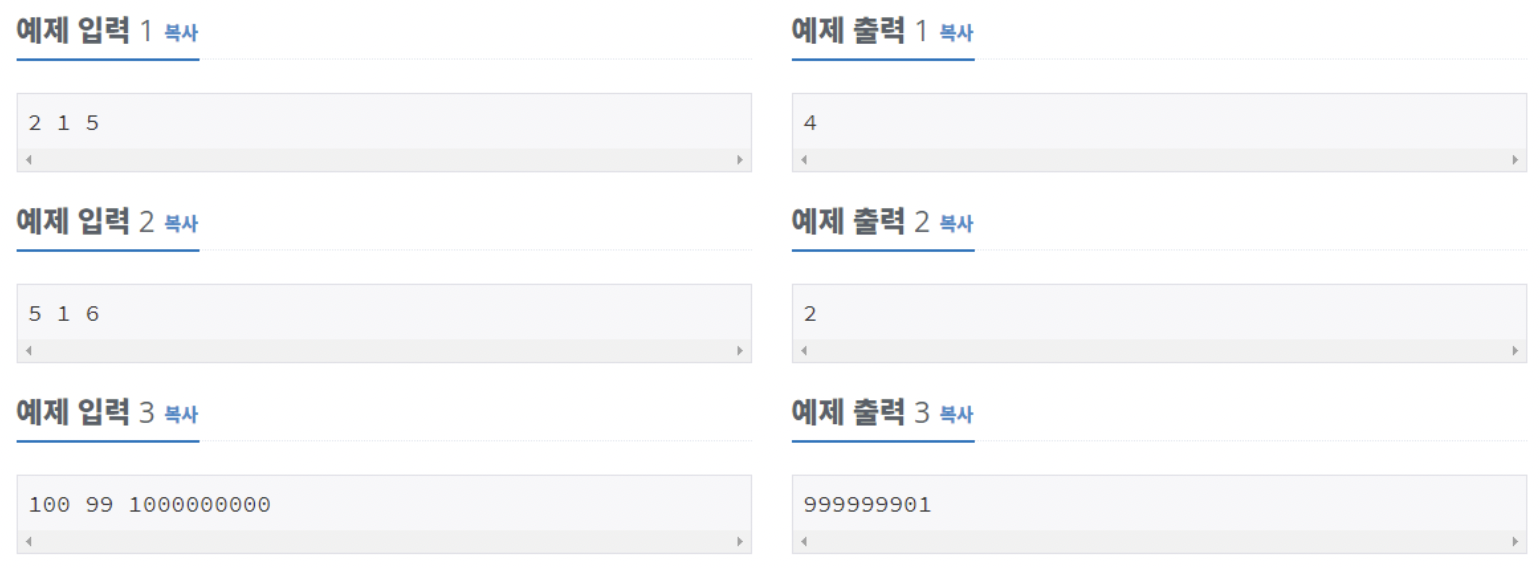 예제 입력 1 복사
예제 출력 1 복사
2 1 5
4
예제 입력 2 복사
예제 출력 2 복사
5 1 6
2
예제 입력 3 복사
예제 출력 3 복사
100 99 1000000000
999999901